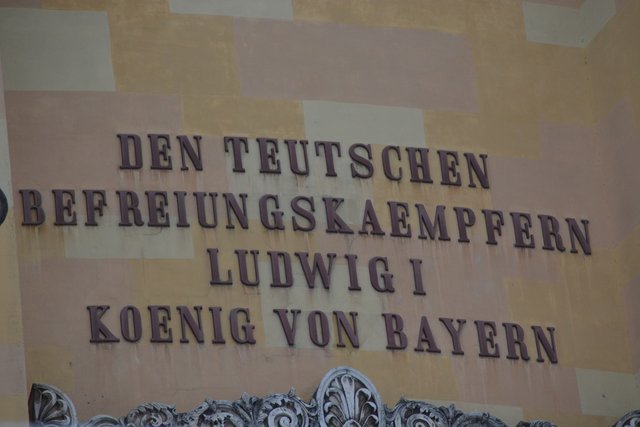 DEN TEUTSCHEN
BEFREIUNGSKAEMPFERN
LUDWIG I
KOENIG VON BAYERN